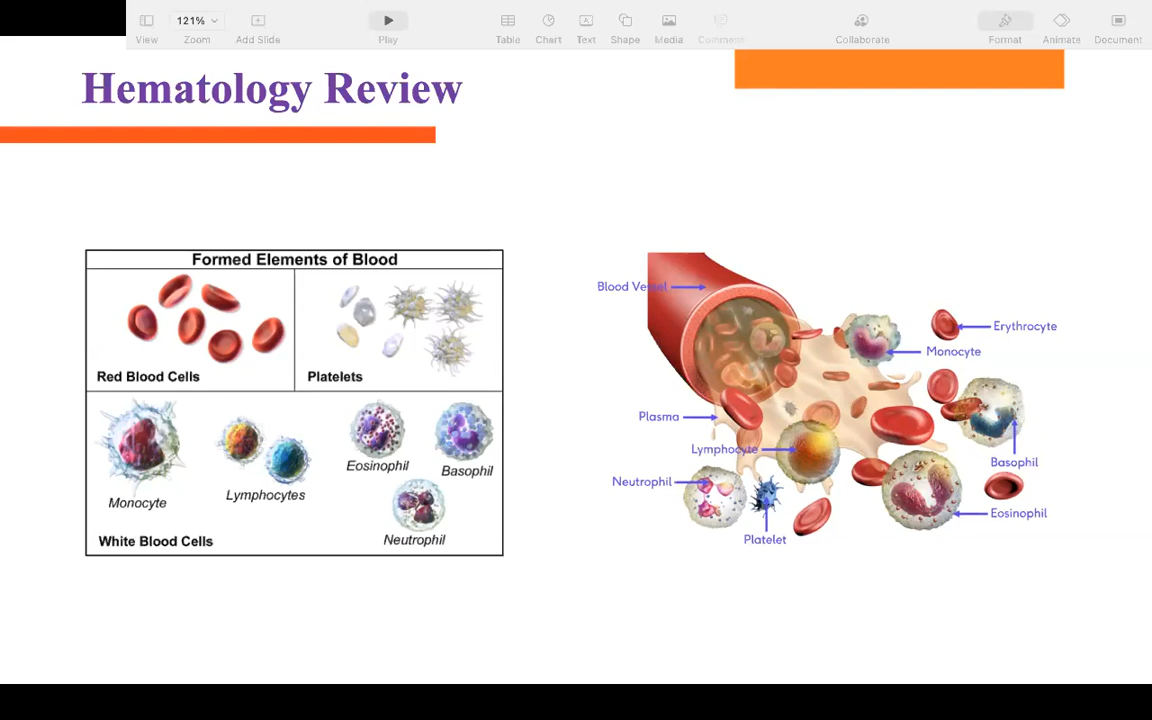 121%
View
Zoom
Add Slide
Play
Table
Chart
Text
Shape
Media
Comment
Collaborate
Format
Animate
Document
Hematology Review
Formed Elements of Blood
Red Blood Cells
Platelets
Monocyte
Lymphocytes
Eosinophil
Basophil
Neutrophil
White Blood Cells
Blood Vessel
Erythrocyte
Monocyte
Plasma
Lymphocyte
Basophil
Neutrophil
Eosinophil
Platelet